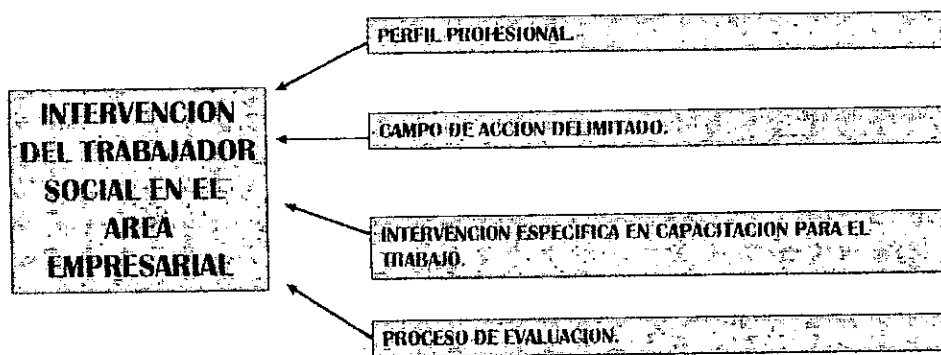 PERFIL PROFESIONAL.
INTERVENCION
DEL TRABAJADOR
SOCIAL EN EL
AREA
EMPRESARIAL
CAMPO DE ACCION DELIMITADO.
INTERVENCION ESPECIFICA EN CAPACITACION PARA EL
TRABAJO.
PROCESO DE EVALUACION.